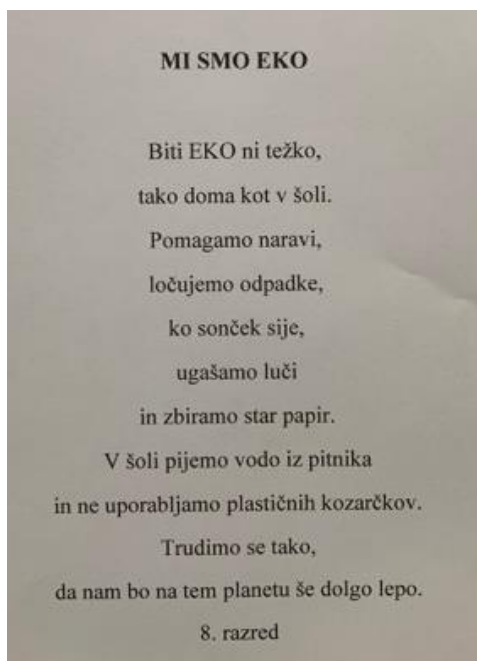 MI SMO EKO
Biti EKO ni težko,
tako doma kot v šoli.
Pomagamo naravi,
ločujemo odpadke,
ko sonček sije,
ugašamo luči
in zbiramo star papir.
V šoli pijemo vodo iz pitnika
in ne uporabljamo plastičnih kozarčkov.
Trudimo se tako,
da nam bo na tem planetu še dolgo lepo.
8. razred